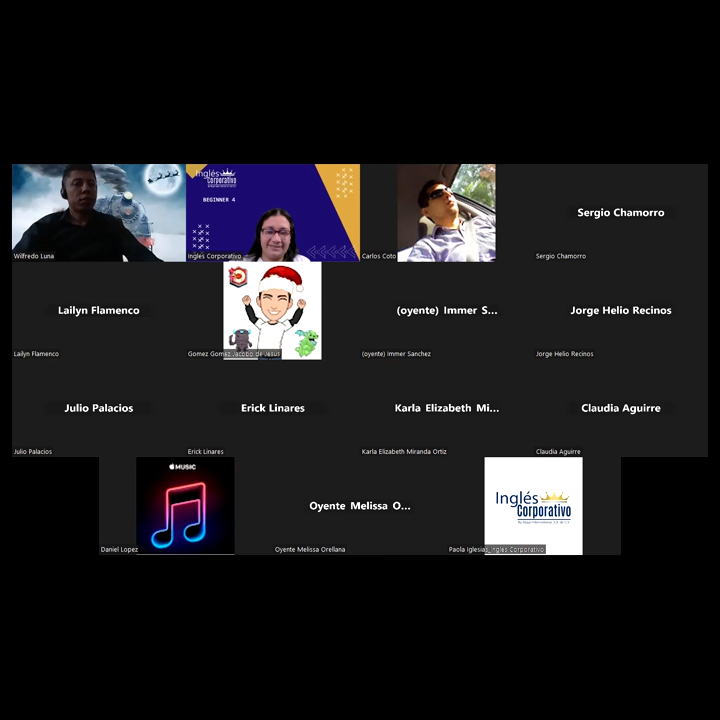 Inglés
Corporativo
BEGINNER 4
Sergio Chamorro
Wilfredo Luna
Inglés Corporativo
Carlos Coto
Sergio Chamorro
Lailyn Flamenco
(oyente) Immer S...
Jorge Helio Recinos
Lailyn Flamenco
Gomez Gomez Jacobo de Jesus
(oyente) Immer Sanchez
Jorge Helio Recinos
Julio Palacios
Erick Linares
Karla Elizabeth Mi...
Claudia Aguirre
Julio Palacios
Erick Linares
Karla Elizabeth Miranda Ortiz
Claudia Aguirre
MUSIC
Oyente Melissa O...
Inglés
Corporativo
Daniel Lopez
Oyente Melissa Orellana
Paola Iglesias_Inglés Corporativo